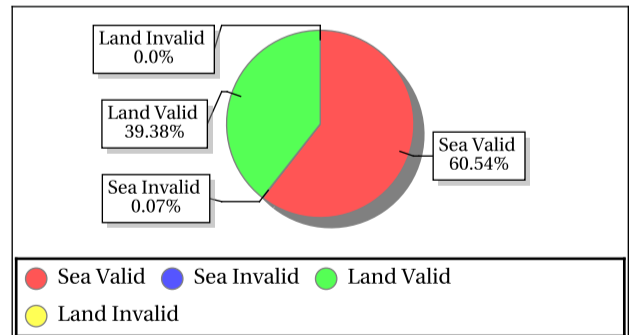 Land Invalid
0.0%
Land Valid
39.38%
Sea Valid
60.54%
Sea Invalid
0.07%
Sea Valid Sea Invalid Land Valid
Land Invalid